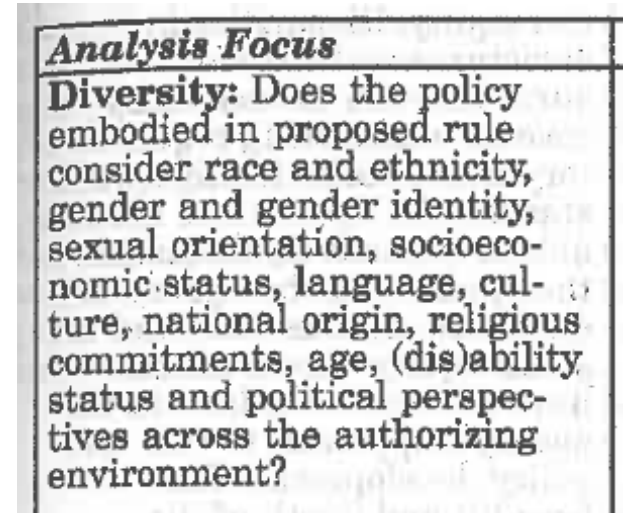 Analysis Focus
Diversity: Does the policy
embodied in proposed rule
consider race and ethnicity,
gender and gender identity,
sexual orientation, socioeco-
nomic status, language, cul-
ture, national origin, religious
commitments, age, (dis)ability
status and political perspec-
tives across the authorizing
environment?